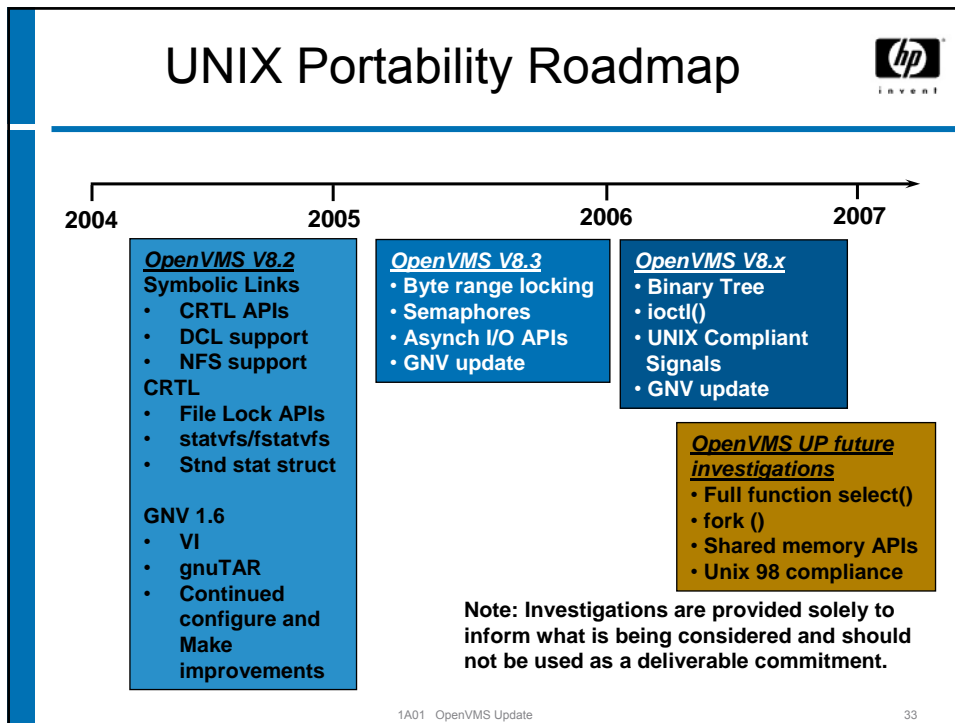 UNIX Portability Roadmap
hp
invent
2004
2005
2006
2007
OpenVMS V8.2
Symbolic Links
• CRTL APIs
• DCL support
• NFS support
CRTL
• File Lock APIs
• statvfs/fstatvfs
• Stnd stat struct
GNV 1.6
• VI
• gnuTAR
• Continued
configure and
Make
improvements
OpenVMS V8.3
• Byte range locking
• Semaphores
• Asynch I/O APIs
• GNV update
OpenVMS V8.x
• Binary Tree
• ioctl()
• UNIX Compliant
Signals
• GNV update
OpenVMS UP future
investigations
• Full function select()
• fork ()
• Shared memory APIs
• Unix 98 compliance
Note: Investigations are provided solely to
inform what is being considered and should
not be used as a deliverable commitment.
1A01 OpenVMS Update
33